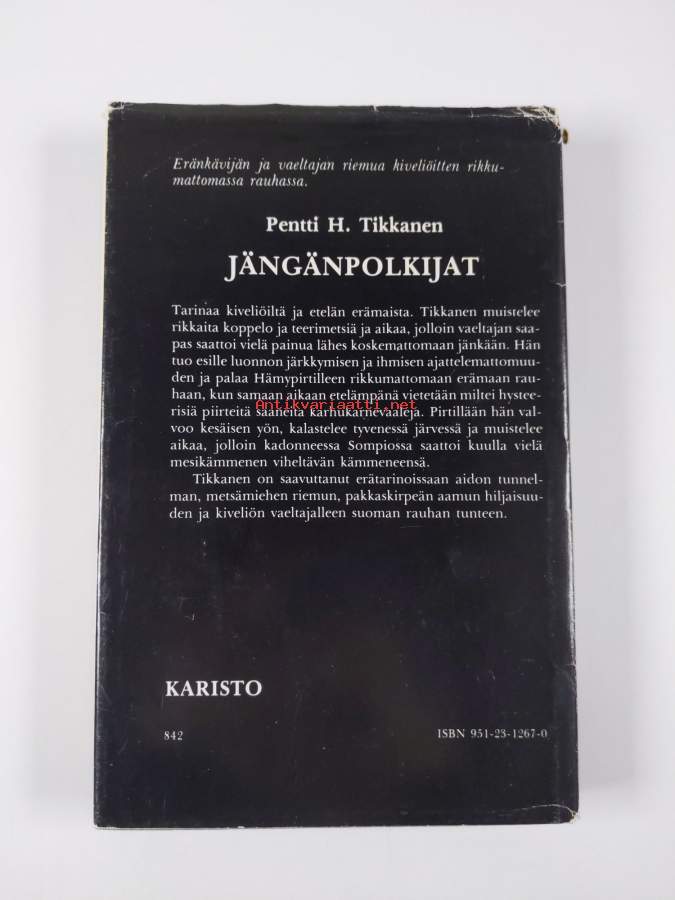 Eränkävijän ja vaeltajan riemua kiveliöitten rikku-
mattomassa rauhassa.
Pentti H. Tikkanen
JÄNGÄNPOLKIJAT
Tarinaa kiveliöiltä ja etelän erämaista. Tikkanen muistelee
rikkaita koppelo ja teerimetsiä ja aikaa, jolloin vaeltajan saa-
pas saattoi vielä painua lähes koskemattomaan jänkään. Hän
tuo esille luonnon järkkymisen ja ihmisen ajattelemattomuu-
den ja palaa Hämypirtilleen rikkumattomaan erämaan rau-
haan, kun samaan aikaan etelämpänä vietetään miltei hystee-
risiä piirteitä saaneita karhukarnevaaleja. Pirtillään hän val-
voo kesäisen yön, kalastelee tyvenessä järvessä ja muistelee
aikaa, jolloin kadonneessa Sompiossa saattoi kuulla vielä
mesikämmenen viheltävän kämmeneensä.
Tikkanen on saavuttanut erätarinoissaan aidon tunnel-
man, metsämiehen riemun, pakkaskirpeän aamun hiljaisuu-
den ja kiveliön vaeltajalleen suoman rauhan tunteen.
Antikvariaatti.net
KARISTO
842
ISBN 951-23-1267-0